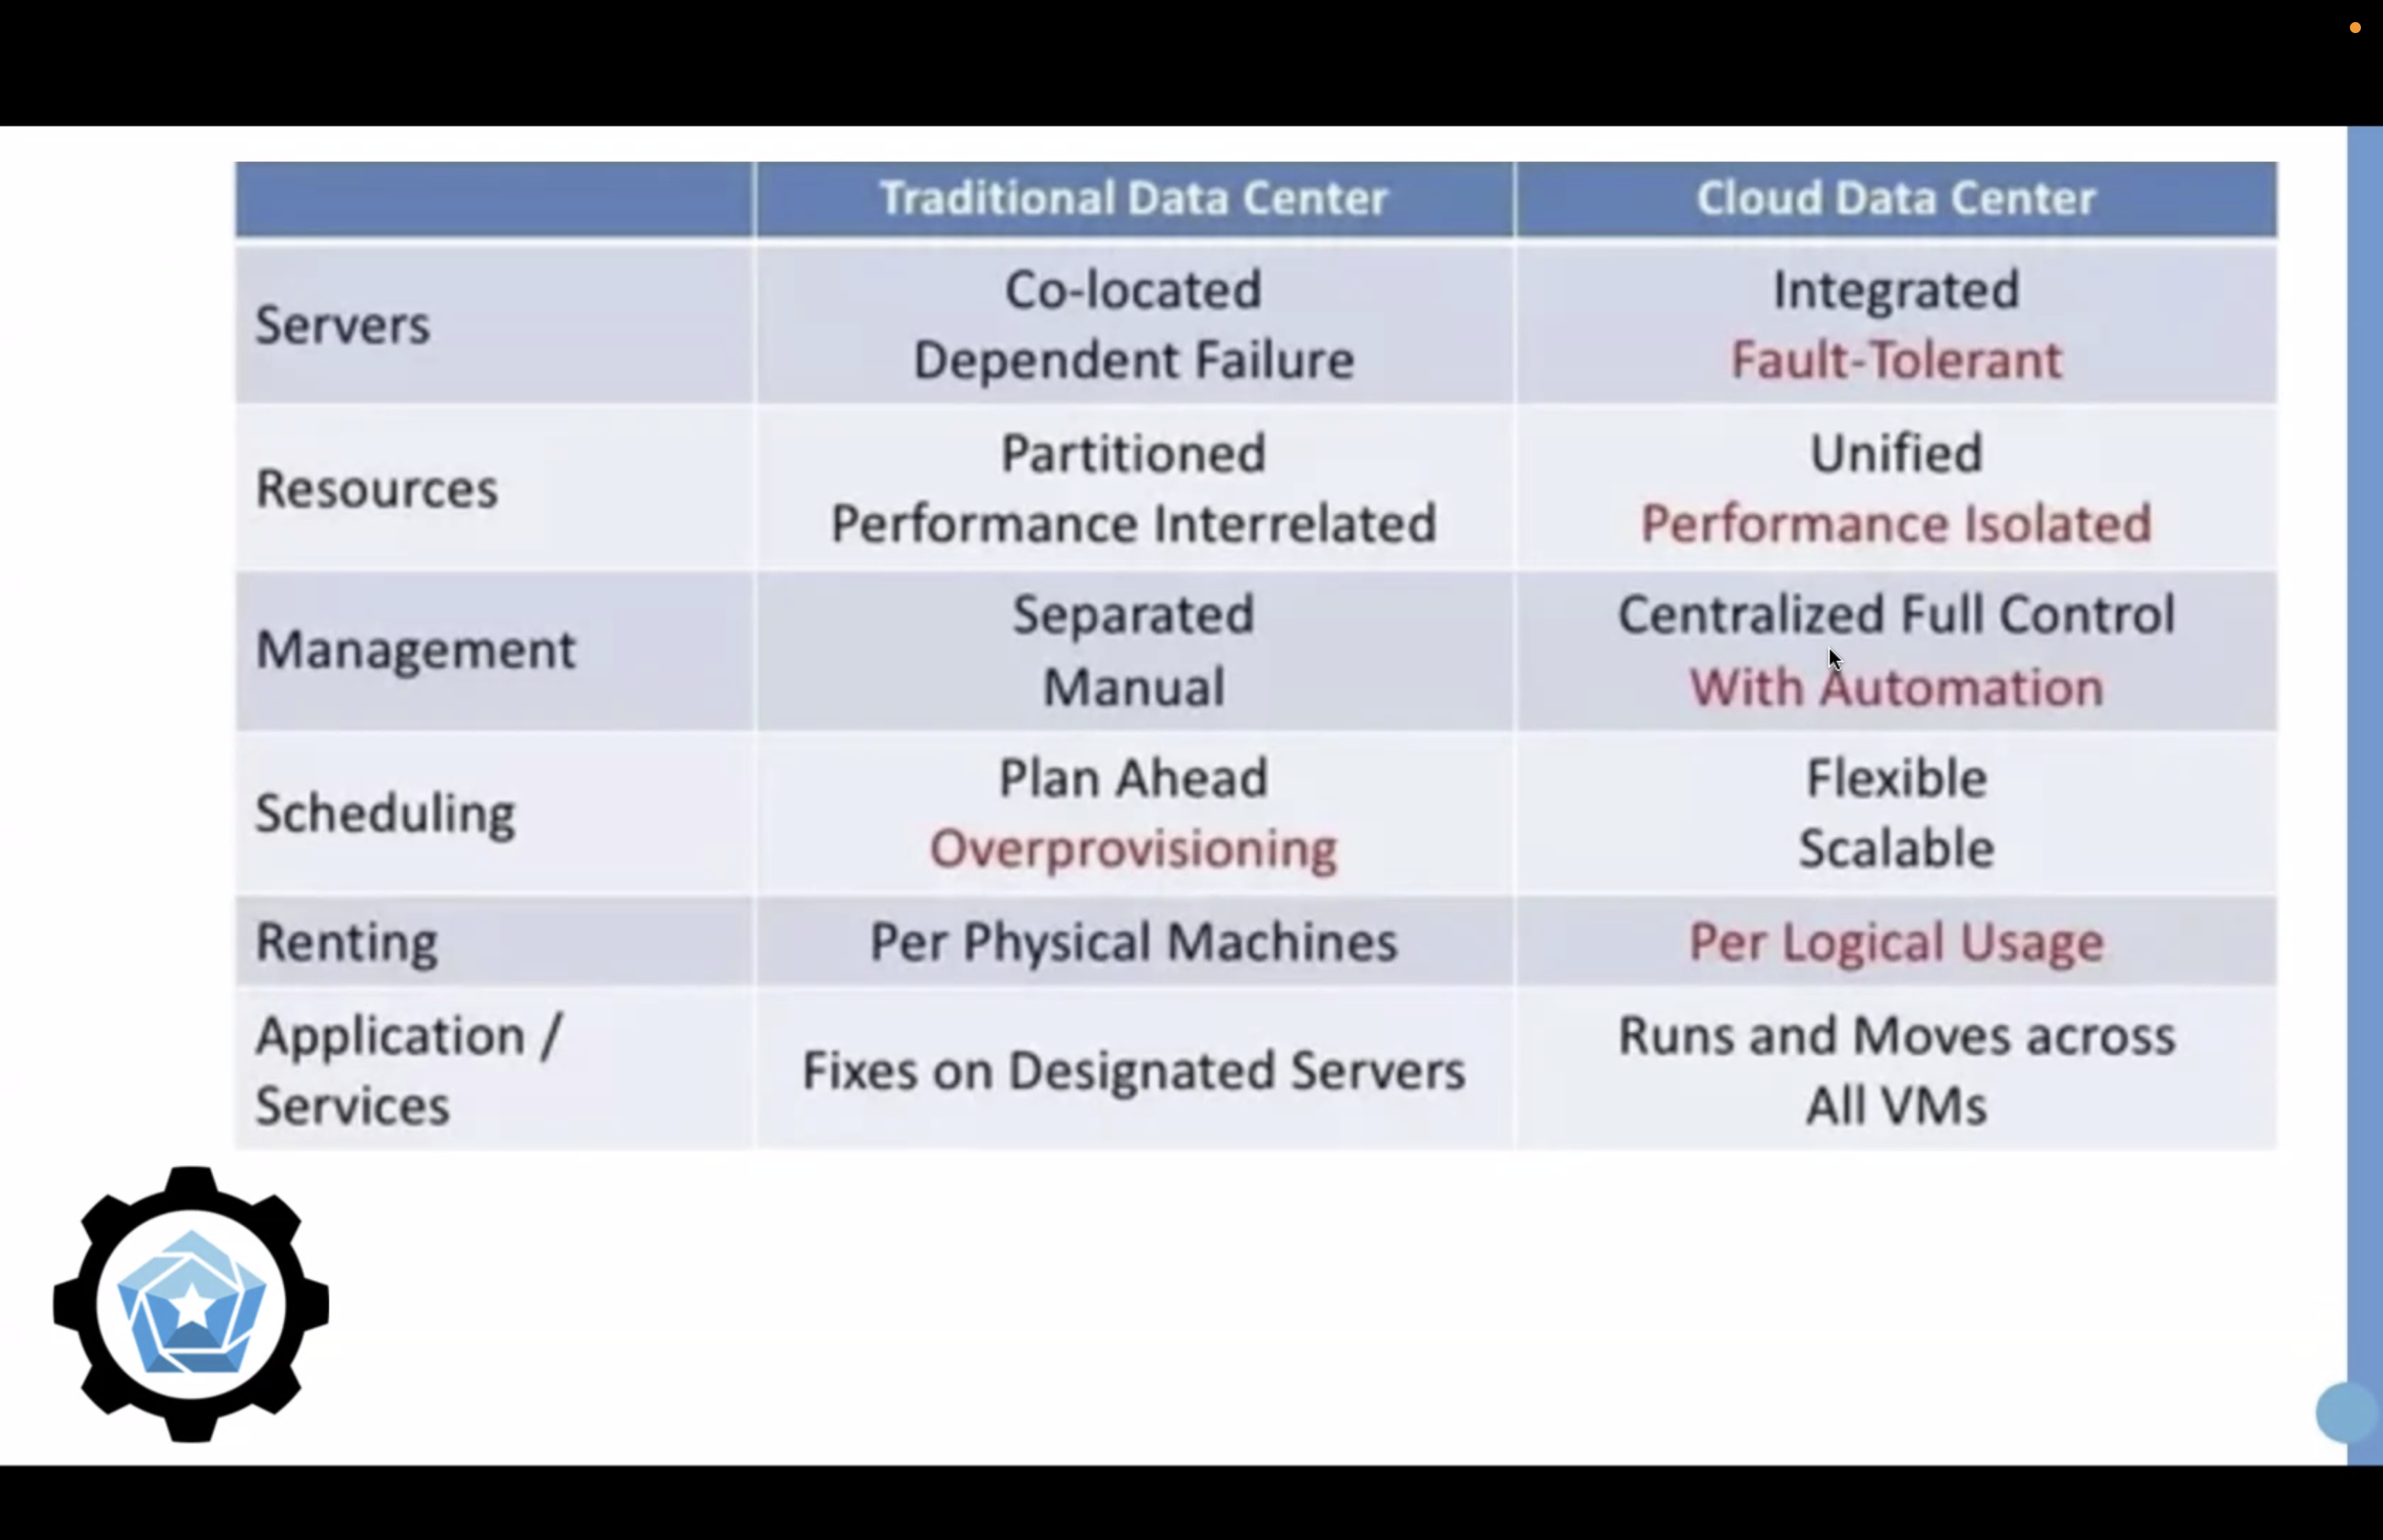 Traditional Data Center
Cloud Data Center
Servers
Co-located
Dependent Failure
Integrated
Fault-Tolerant
Resources
Partitioned
Performance Interrelated
Unified
Performance Isolated
Management
Separated
Manual
Centralized Full Control
With Automation
Scheduling
Plan Ahead
Overprovisioning
Flexible
Scalable
Renting
Per Physical Machines
Per Logical Usage
Application /
Services
Fixes on Designated Servers
Runs and Moves across
All VMs